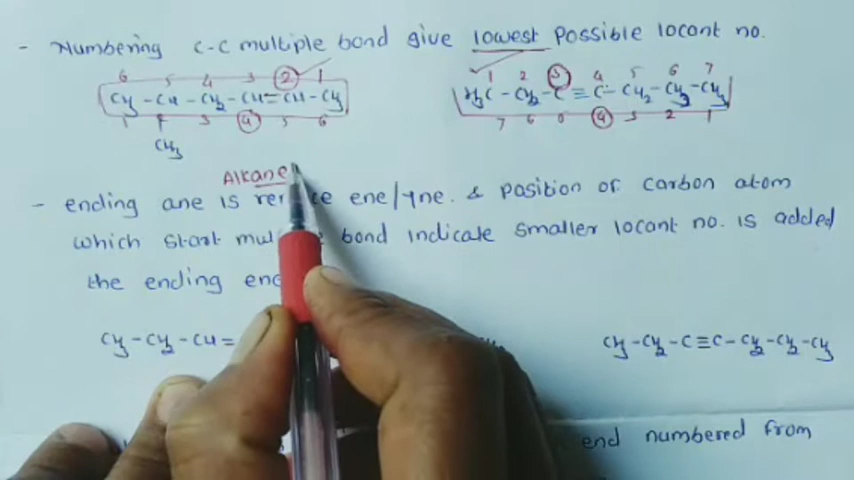 - Numbering C-C multiple bond give lowest possible locant no.
6 5 4 3 2 1
CH3 - CH - CH2 - CH = CH - CH3
1 2 3 4 5 6
CH3
1 2 3 4 5 6 7
H3C - CH2 - C ≡ C - CH2 - CH2 - CH3
7 6 5 4 3 2 1
Alkane
- ending ane is ene/yne. & position of carbon atom
which start bond indicate smaller locant no. is added
the ending
CH3 - CH2 - CH =
CH3 - CH2 - C ≡ C - CH2 - CH2 - CH3
end numbered from